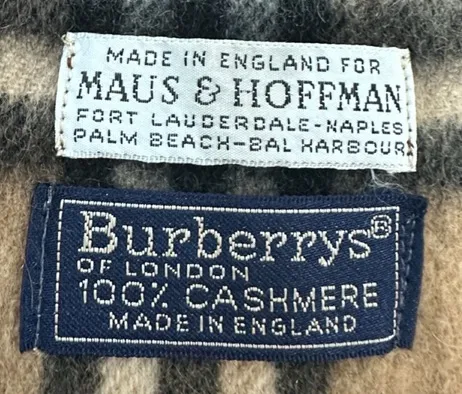 MADE IN ENGLAND FOR
MAUS & HOFFMAN
FORT LAUDERDALE-NAPLES
PALM BEACH-BAL HARBOUR
Burberrys®
OF LONDON
100% CASHMERE
MADE IN ENGLAND